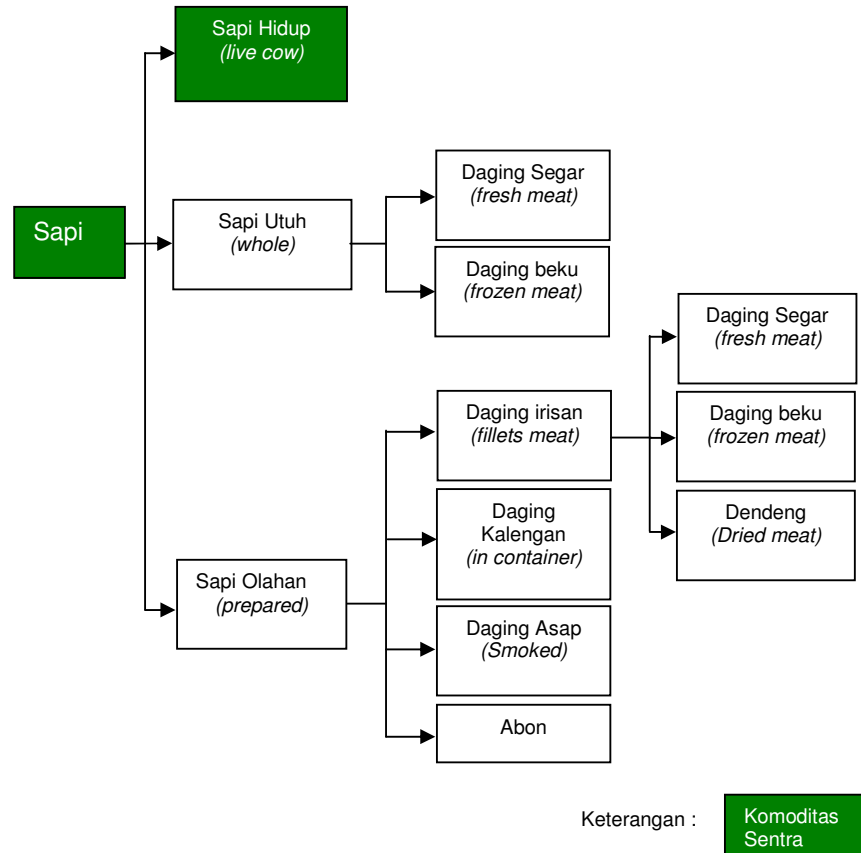 Sapi Hidup
(live cow)
Sapi
Sapi Utuh
(whole)
Daging Segar
(fresh meat)
Daging beku
(frozen meat)
Sapi Olahan
(prepared)
Daging irisan
(fillets meat)
Daging Segar
(fresh meat)
Daging beku
(frozen meat)
Dendeng
(Dried meat)
Daging
Kalengan
(in container)
Daging Asap
(Smoked)
Abon
Keterangan :
Komoditas
Sentra